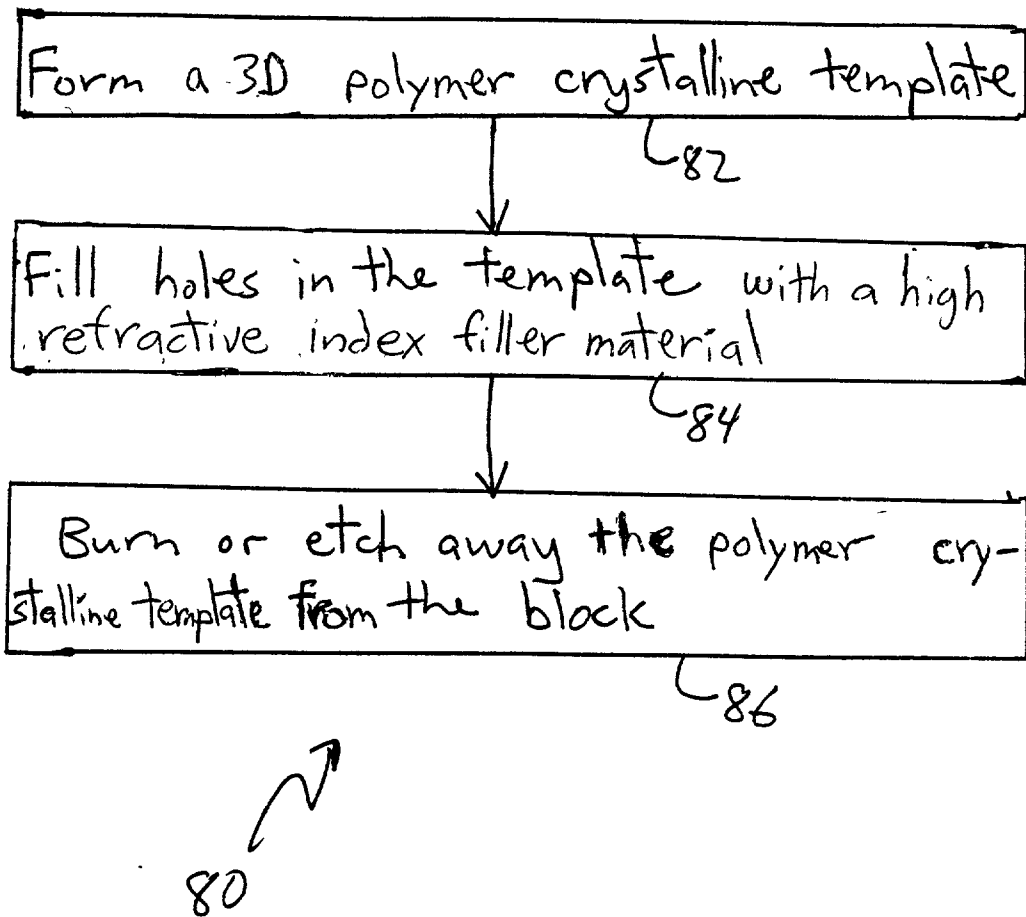 Form a 3D polymer crystalline template
82
Fill holes in the template with a high
refractive index filler material
84
Burn or etch away the polymer cry-
stalline template from the block
86
80